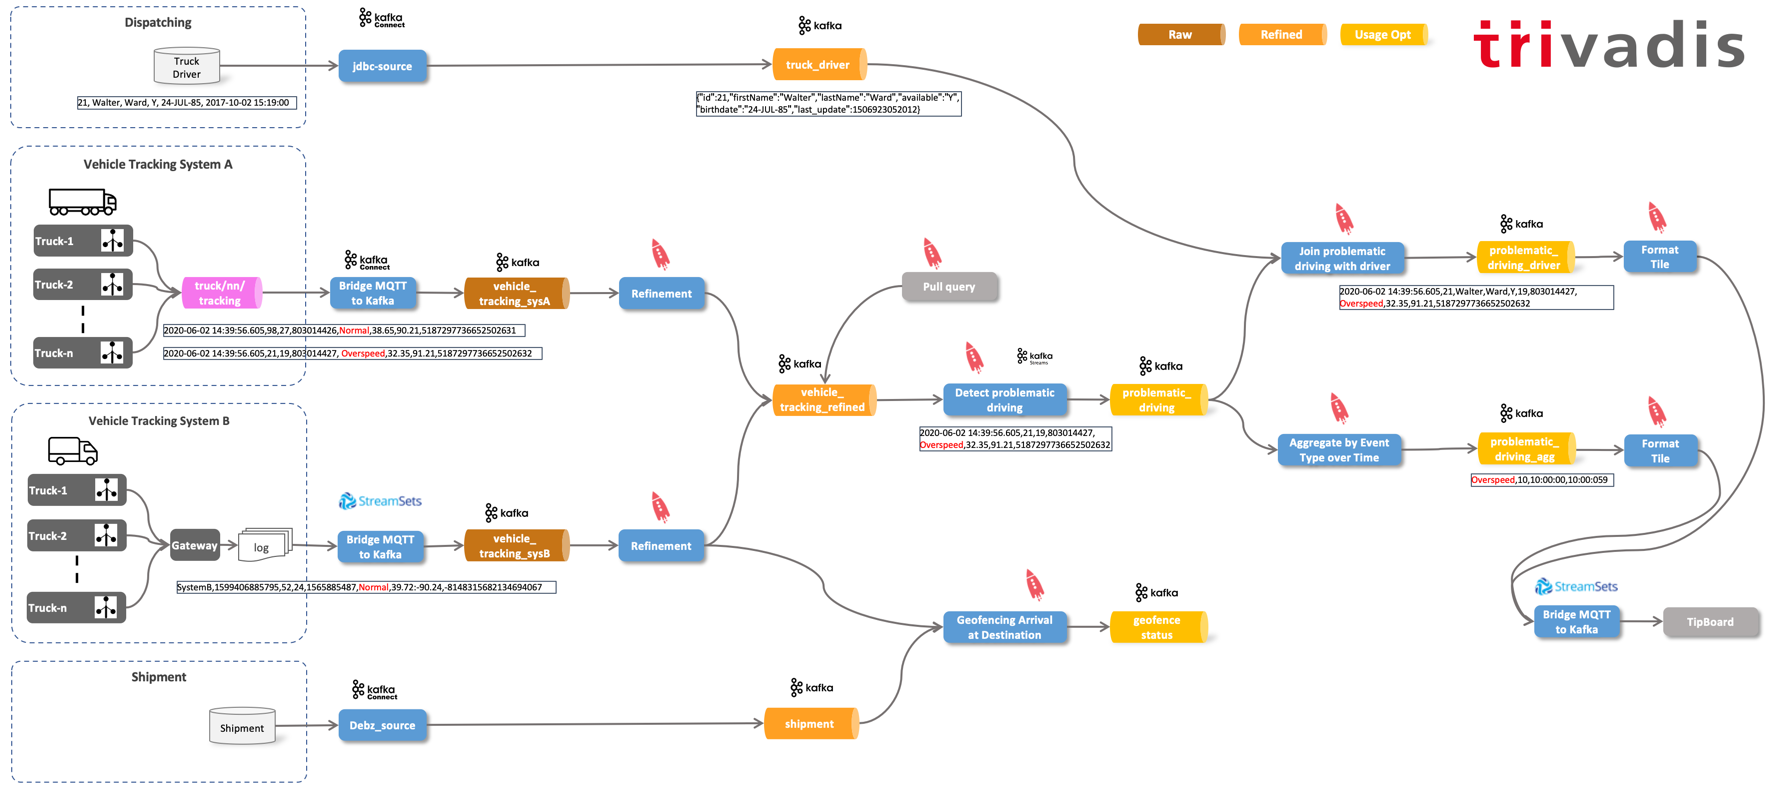 Dispatching
Truck
Driver
21, Walter, Ward, Y, 24-JUL-85, 2017-10-02 15:19:00
kafka
Connect
jdbc-source
kafka
truck_driver
{"id":21,"firstName":"Walter","lastName":"Ward","available":"Y",
"birthdate":"24-JUL-85","last_update":1506923052012}
Raw
Refined
Usage Opt
trivadis
Vehicle Tracking System A
Truck-1
Truck-2
Truck-n
truck/nn/
tracking
kafka
Connect
Bridge MQTT
to Kafka
kafka
vehicle_
tracking_sysA
Refinement
2020-06-02 14:39:56.605,98,27,803014426,Normal,38.65,90.21,5187297736652502631
2020-06-02 14:39:56.605,21,19,803014427, Overspeed,32.35,91.21,5187297736652502632
Pull query
kafka
vehicle_
tracking_refined
kafka
Streams
Detect problematic
driving
2020-06-02 14:39:56.605,21,19,803014427,
Overspeed,32.35,91.21,5187297736652502632
kafka
problematic_
driving
Join problematic
driving with driver
kafka
problematic_
driving_driver
Format
Tile
2020-06-02 14:39:56.605,21,Walter,Ward,Y,19,803014427,
Overspeed,32.35,91.21,5187297736652502632
Aggregate by Event
Type over Time
kafka
problematic_
driving_agg
Format
Tile
Overspeed,10,10:00:00,10:00:059
Vehicle Tracking System B
Truck-1
Truck-2
Truck-n
Gateway
log
StreamSets
Bridge MQTT
to Kafka
kafka
vehicle_
tracking_sysB
Refinement
SystemB,1599406885795,52,24,1565885487,Normal,39.72:-90.24,-8148315682134694067
Geofencing Arrival
at Destination
kafka
geofence
status
StreamSets
Bridge MQTT
to Kafka
TipBoard
Shipment
Shipment
kafka
Connect
Debz_source
kafka
shipment